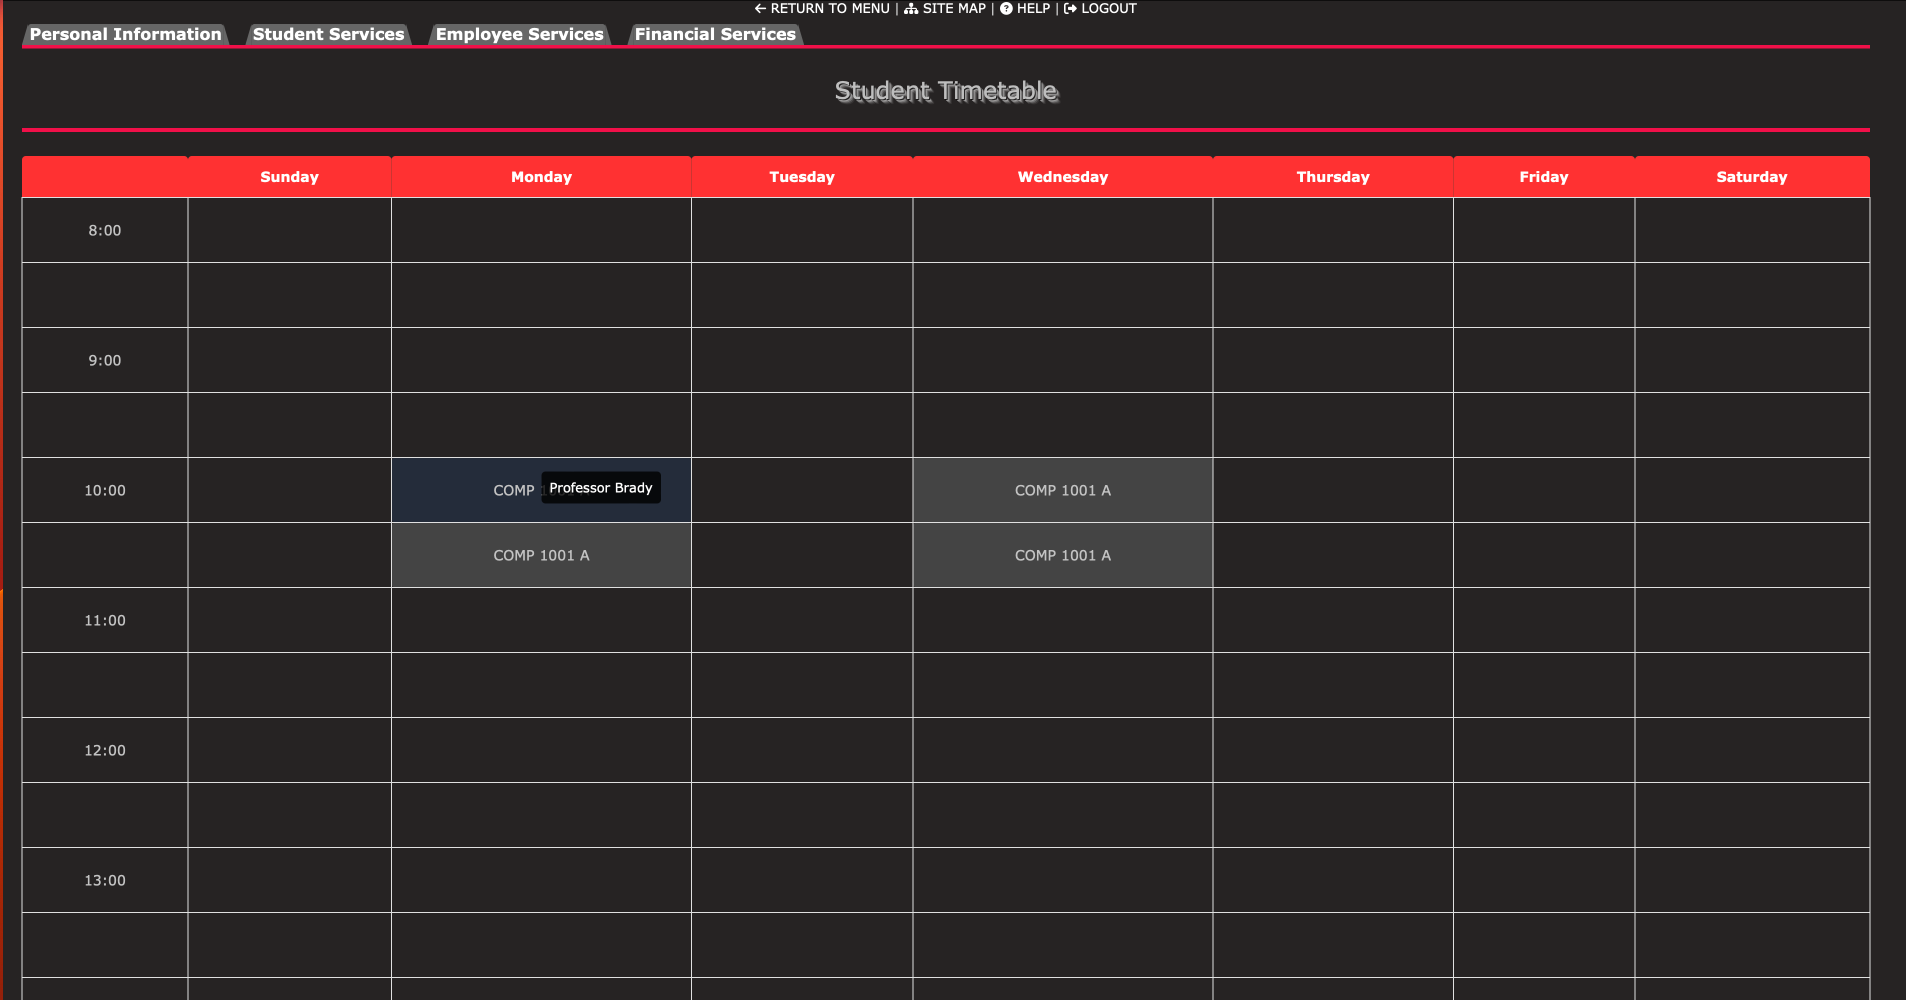 RETURN TO MENU | SITE MAP | HELP | LOGOUT
Personal Information Student Services Employee Services Financial Services
Student Timetable
Sunday Monday Tuesday Wednesday Thursday Friday Saturday
8:00
9:00
10:00 COMP Professor Brady COMP 1001 A
COMP 1001 A COMP 1001 A
11:00
12:00
13:00